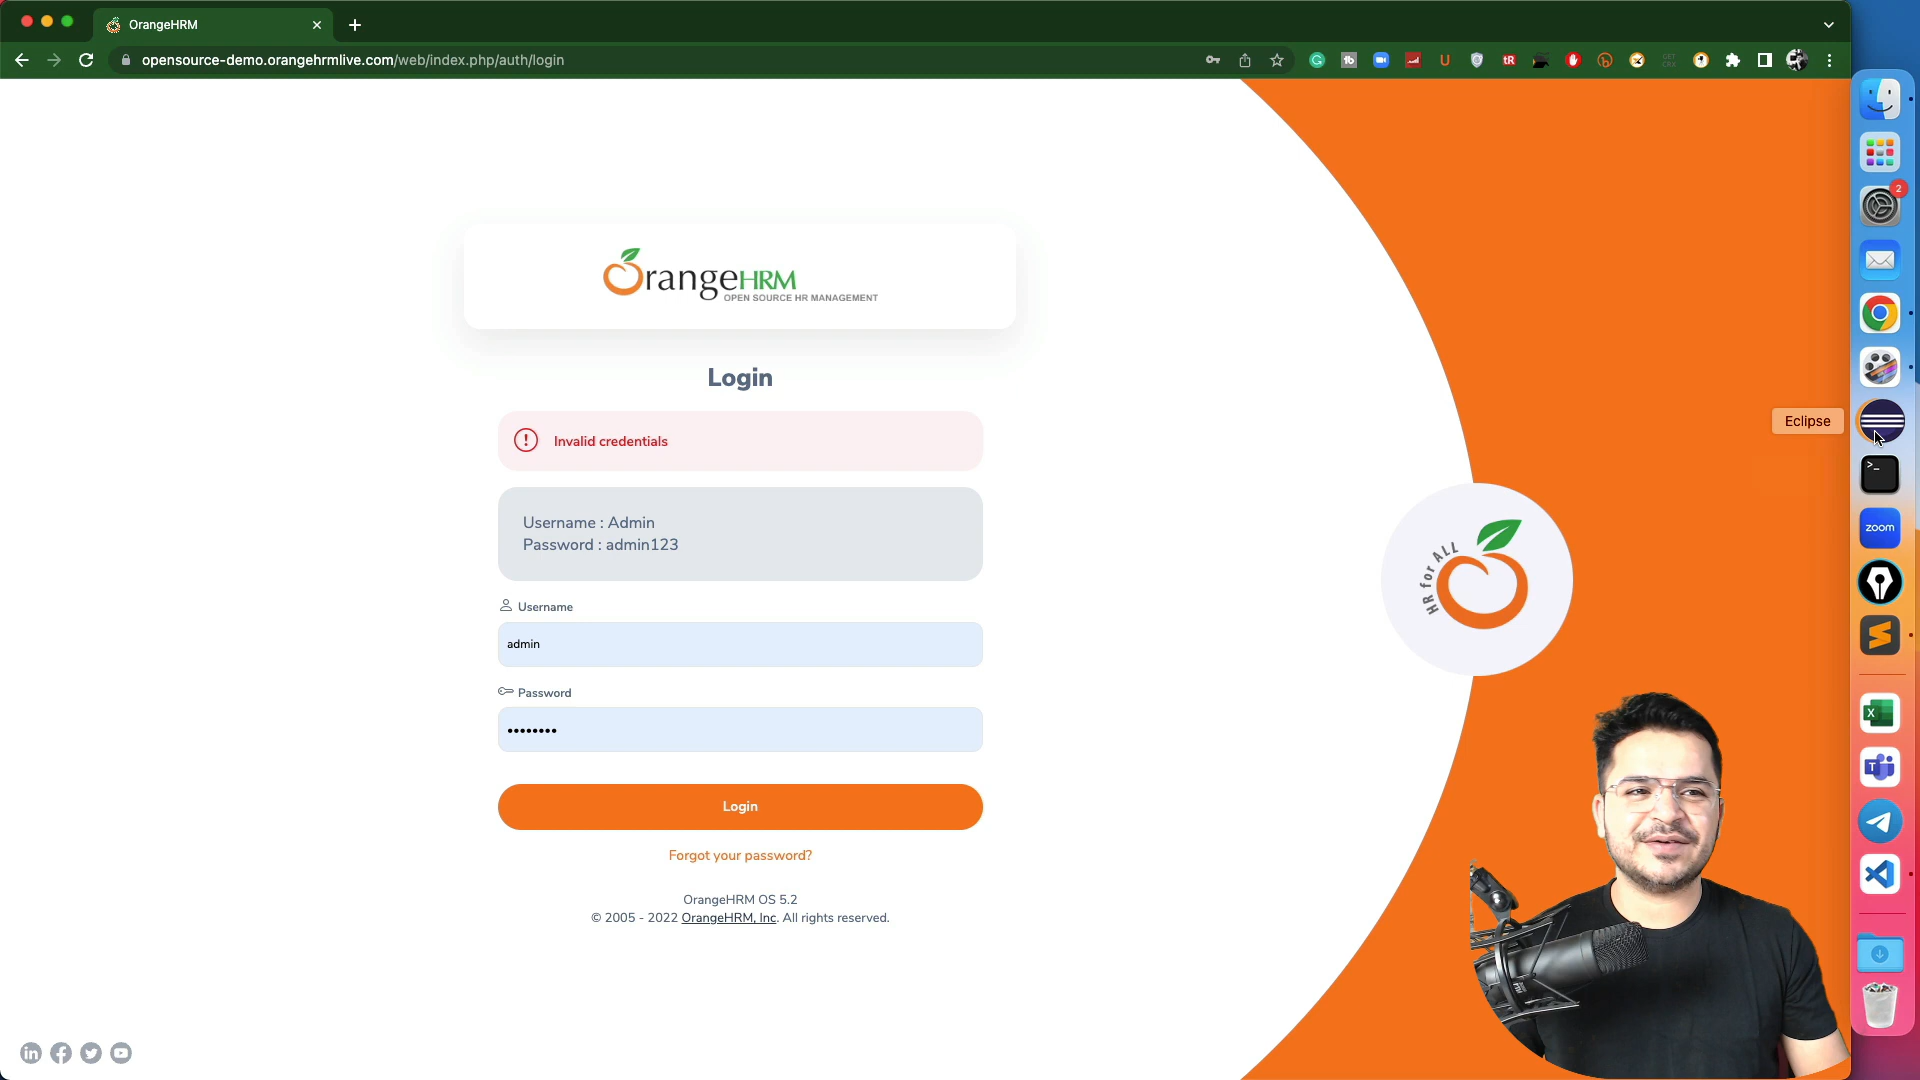 OrangeHRM
opensource-demo.orangehrmlive.com/web/index.php/auth/login
OrangeHRM
OPEN SOURCE HR MANAGEMENT
Login
Invalid credentials
Username : Admin
Password : admin123
Username
admin
Password
Login
Forgot your password?
OrangeHRM OS 5.2
© 2005 - 2022 OrangeHRM, Inc. All rights reserved.
HR for ALL
Eclipse
2
zoom